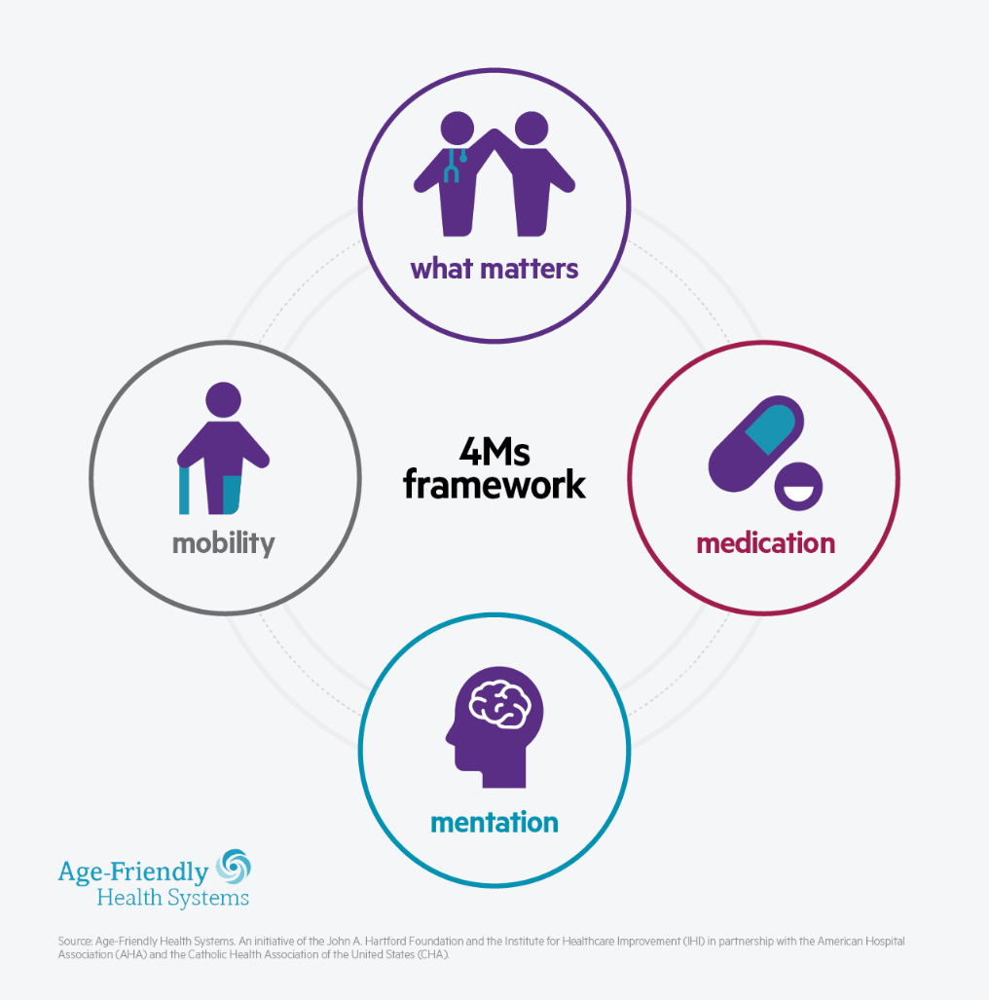 what matters
4Ms
framework
mobility
medication
mentation
Age-Friendly
Health Systems
Source: Age-Friendly Health Systems. An initiative of the John A. Hartford Foundation and the Institute for Healthcare Improvement (IHI) in partnership with the American Hospital
Association (AHA) and the Catholic Health Association of the United States (CHA).